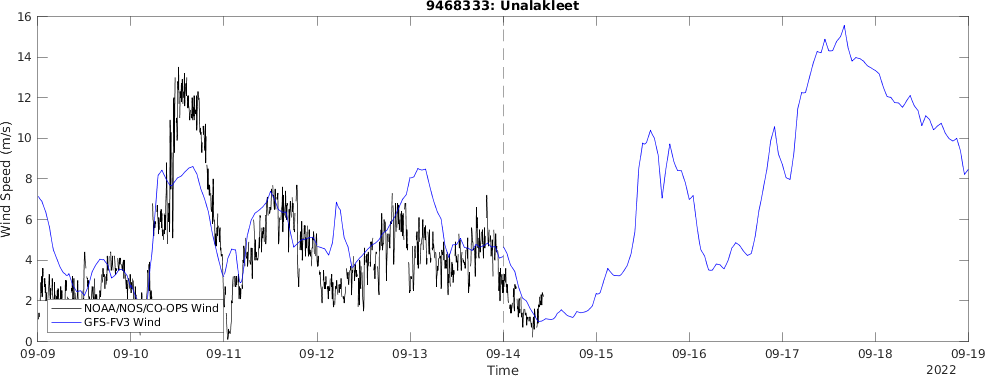 9468333: Unalakleet
Wind Speed (m/s)
16
14
12
10
8
6
4
2
0
NOAA/NOS/CO-OPS Wind
GFS-FV3 Wind
09-09 09-10 09-11 09-12 09-13 09-14 09-15 09-16 09-17 09-18 09-19
Time
2022